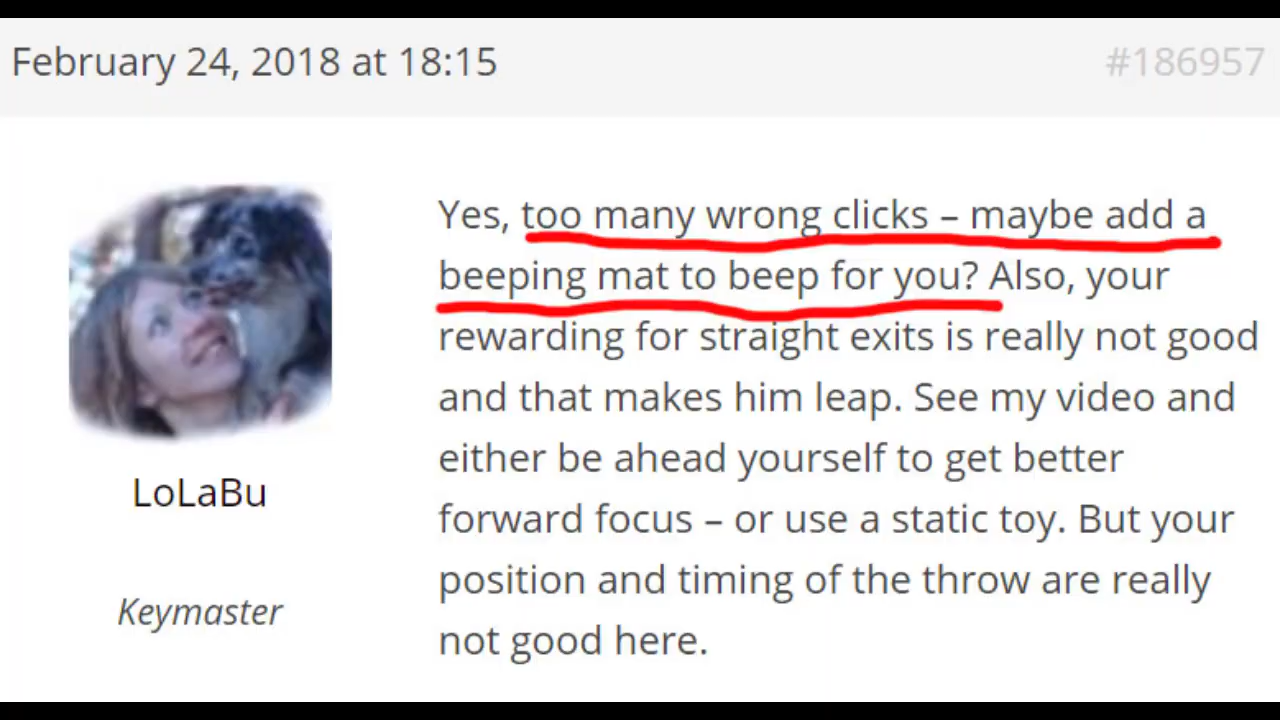 February 24, 2018 at 18:15
#186957
Yes, too many wrong clicks – maybe add a
beeping mat to beep for you? Also, your
rewarding for straight exits is really not good
and that makes him leap. See my video and
either be ahead yourself to get better
forward focus – or use a static toy. But your
position and timing of the throw are really
not good here.
LoLaBu
Keymaster